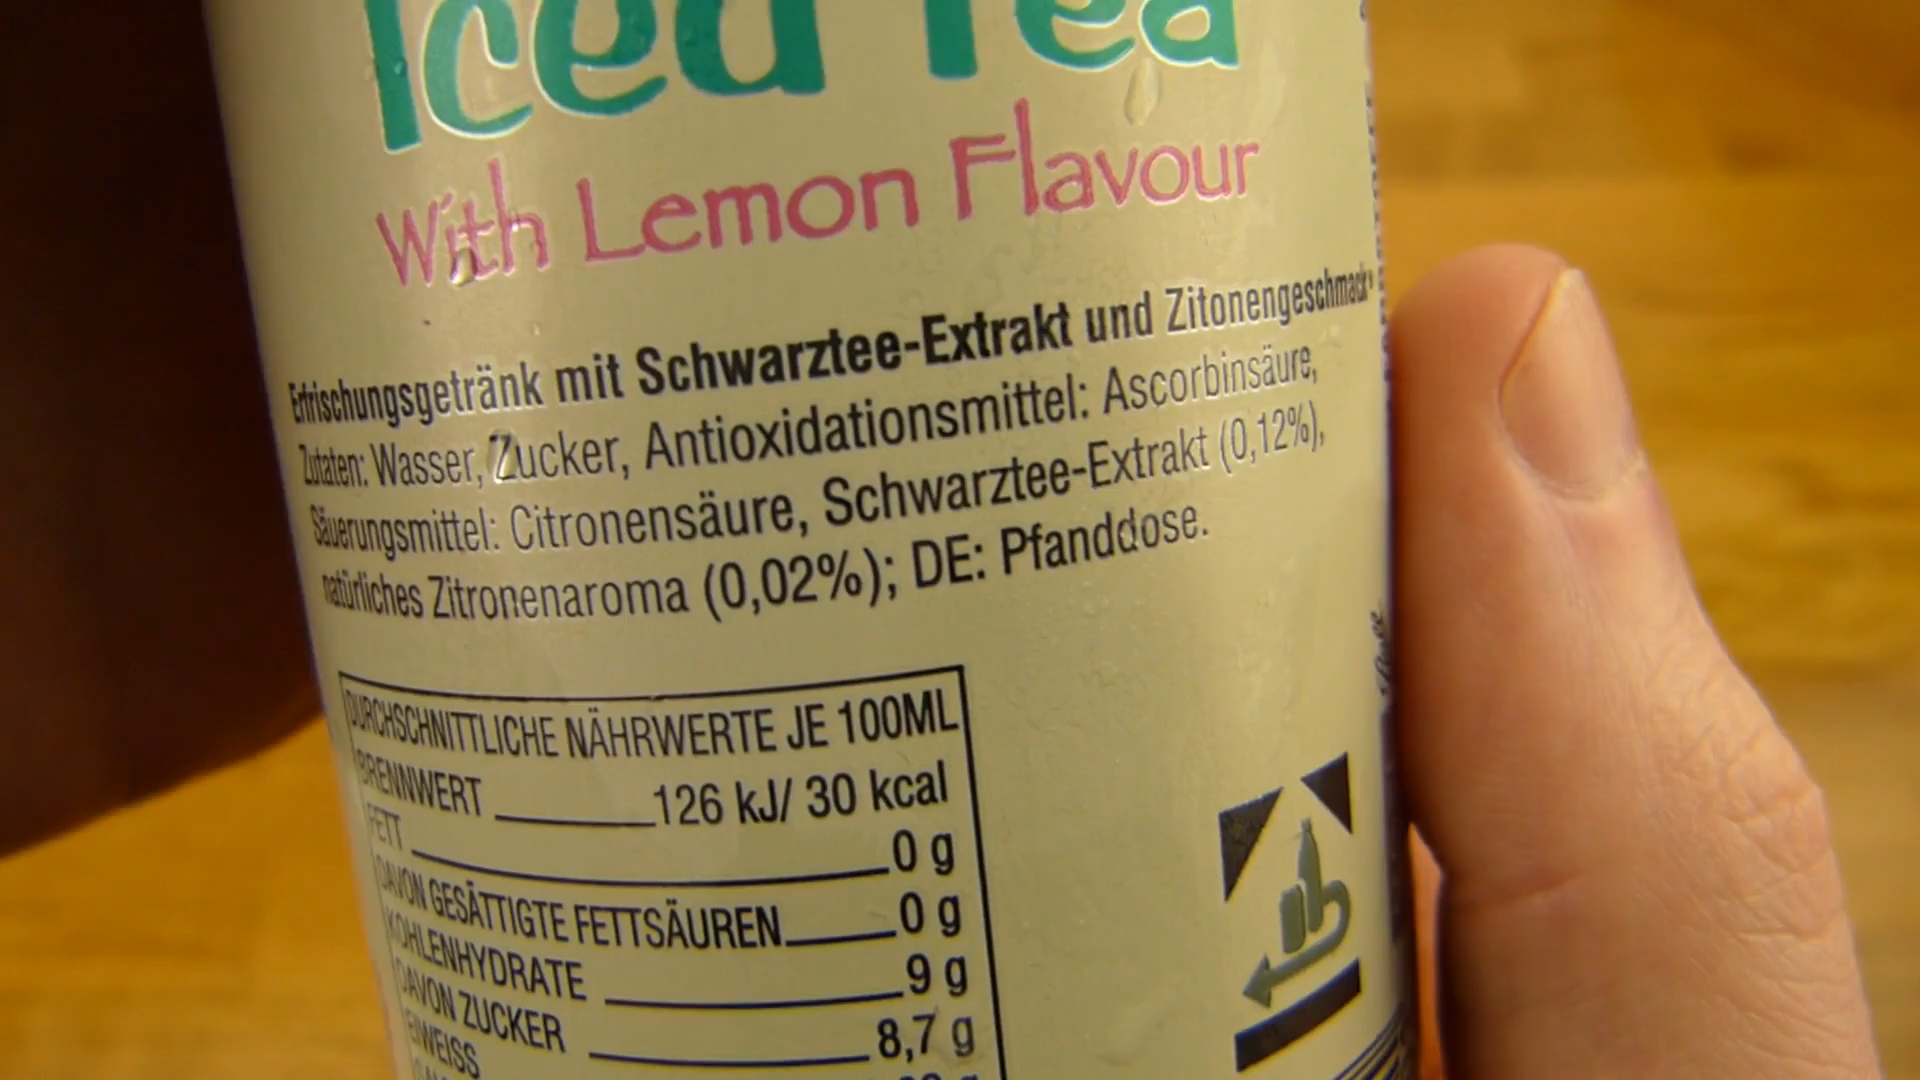 Iced Tea
With Lemon Flavour
Erfrischungsgetränk mit Schwarztee-Extrakt und Zitonengeschmack
Zutaten: Wasser, Zucker, Antioxidationsmittel: Ascorbinsäure,
Säuerungsmittel: Citronensäure, Schwarztee-Extrakt (0,12%),
natürliches Zitronenaroma (0,02%); DE: Pfanddose.
DURCHSCHNITTLICHE NÄHRWERTE JE 100ML
BRENNWERT 126 kJ/ 30 kcal
FETT 0 g
DAVON GESÄTTIGTE FETTSÄUREN 0 g
KOHLENHYDRATE 9 g
DAVON ZUCKER 8,7 g
EIWEISS